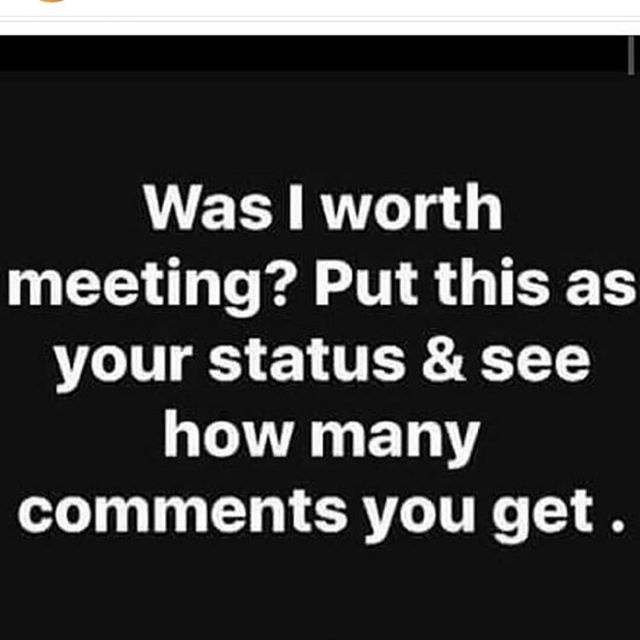 Was I worth
meeting? Put this as
your status & see
how many
comments you get .